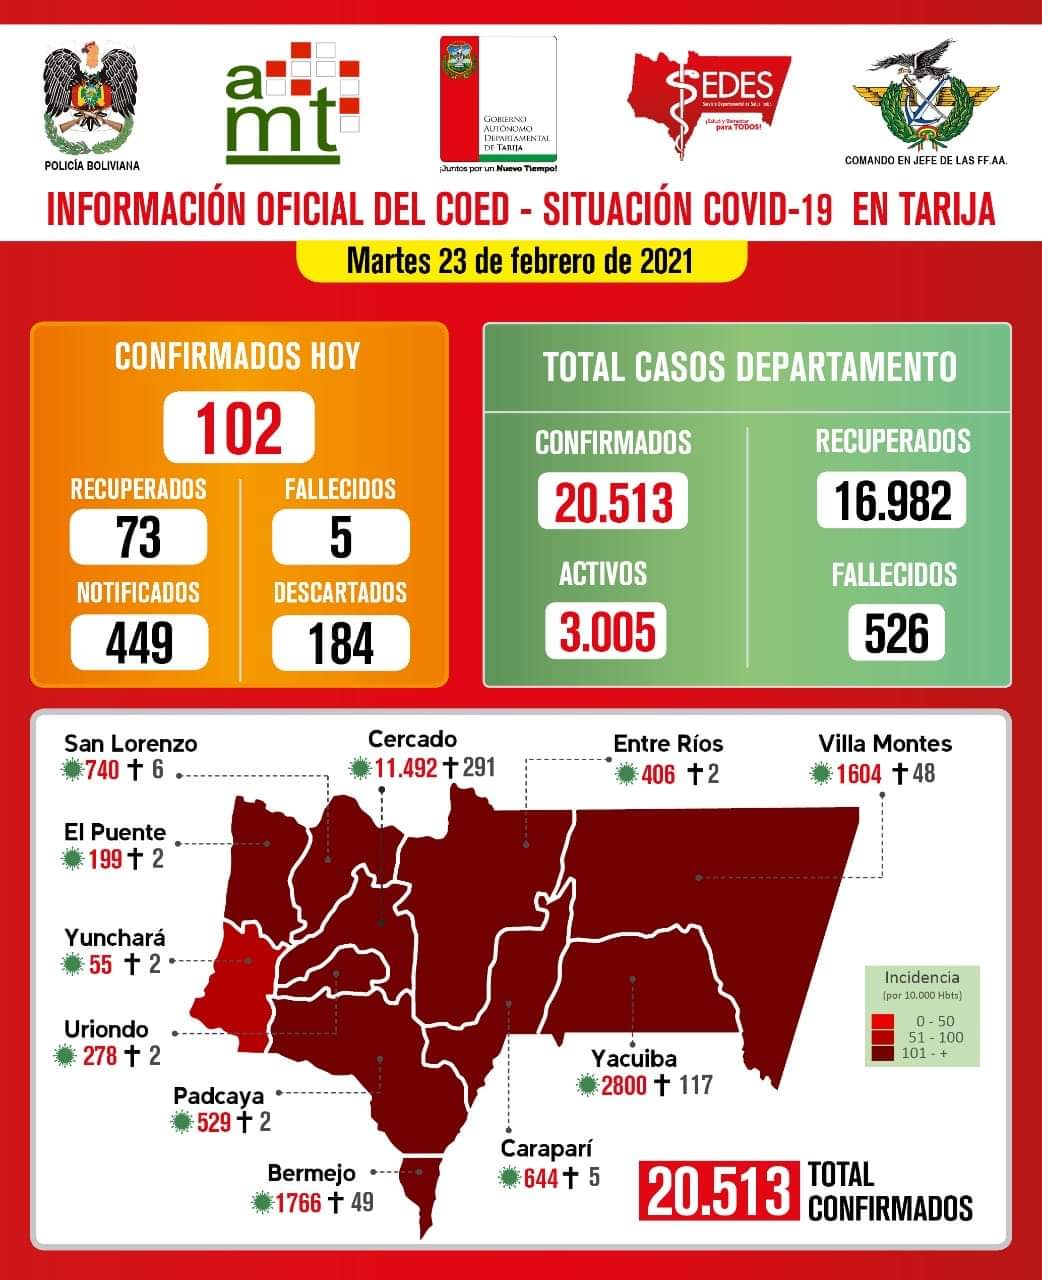 POLICÍA BOLIVIANA
amt
GOBIERNO
AUTÓNOMO
DEPARTAMENTAL
DE TARIJA
¡Juntos por un Nuevo Tiempo!
SEDES
Servicio Departamental de Salud Tarija
¡Salud y Bienestar
para TODOS!
COMANDO EN JEFE DE LAS FF.AA.
INFORMACIÓN OFICIAL DEL COED - SITUACIÓN COVID-19 EN TARIJA
Martes 23 de febrero de 2021
CONFIRMADOS HOY
102
RECUPERADOS FALLECIDOS
73 5
NOTIFICADOS DESCARTADOS
449 184
TOTAL CASOS DEPARTAMENTO
CONFIRMADOS RECUPERADOS
20.513 16.982
ACTIVOS FALLECIDOS
3.005 526
San Lorenzo
740 6
Cercado
11.492 291
Entre Ríos
406 2
Villa Montes
1604 48
El Puente
199 2
Yunchará
55 2
Uriondo
278 2
Padcaya
529 2
Bermejo
1766 49
Caraparí
644 5
Yacuiba
2800 117
Incidencia
(por 10.000 Hbts)
0 - 50
51 - 100
101 - +
20.513 TOTAL
CONFIRMADOS